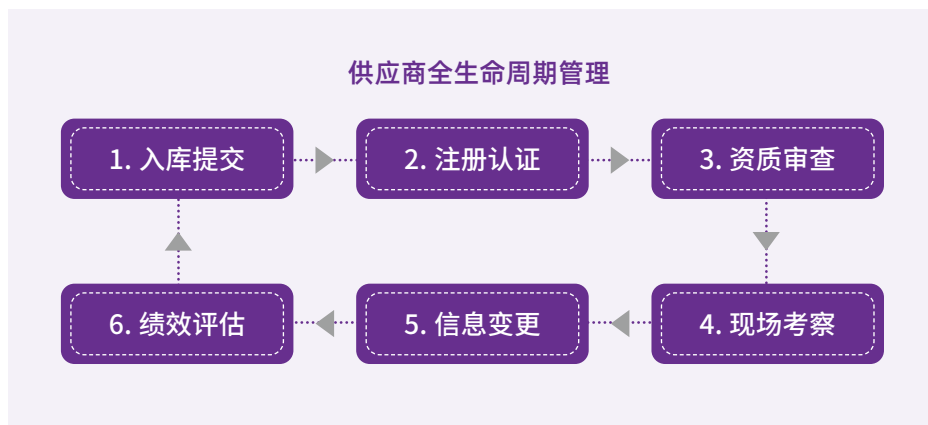 供应商全生命周期管理
1. 入库提交
2. 注册认证
3. 资质审查
4. 现场考察
5. 信息变更
6. 绩效评估